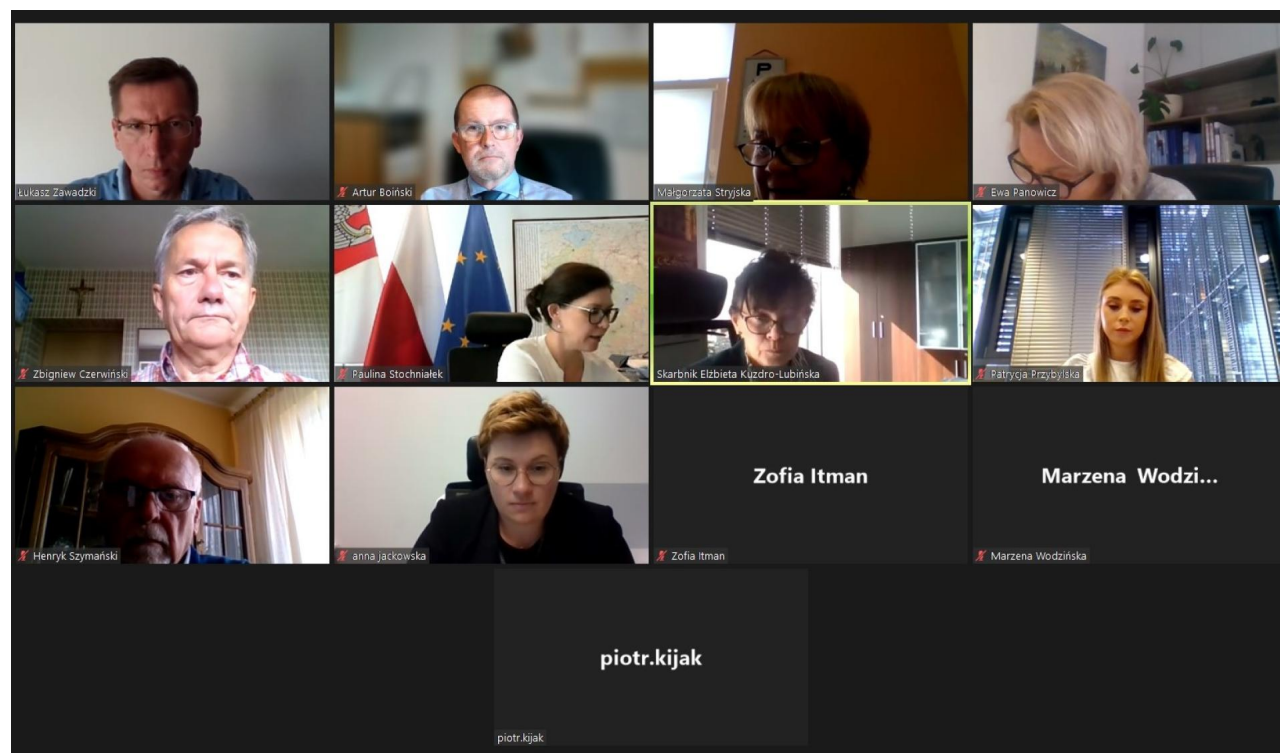 P
Łukasz Zawadzki
Artur Boiński
Małgorzata Stryjska
Ewa Panowicz
Zbigniew Czerwiński
Paulina Stochniałek
Skarbnik Elżbieta Kuzdro-Lubińska
Patrycja Przybylska
Henryk Szymański
anna jackowska
Zofia Itman
Zofia Itman
Marzena Wodzi...
Marzena Wodzińska
piotr.kijak
piotr.kijak